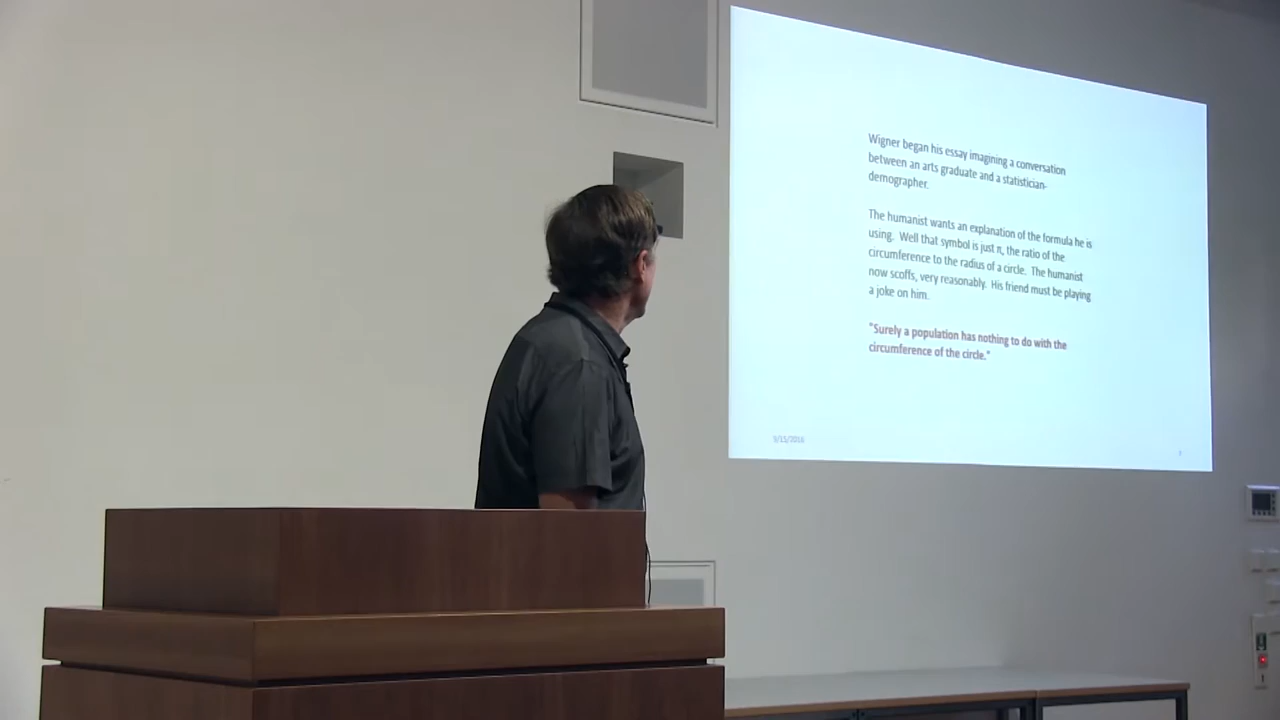 Wigner began his essay imagining a conversation
between an arts graduate and a statistician-
demographer.
The humanist wants an explanation of the formula he is
using. Well that symbol is just π, the ratio of the
circumference to the radius of a circle. The humanist
now scoffs, very reasonably. His friend must be playing
a joke on him.
"Surely a population has nothing to do with the
circumference of the circle."